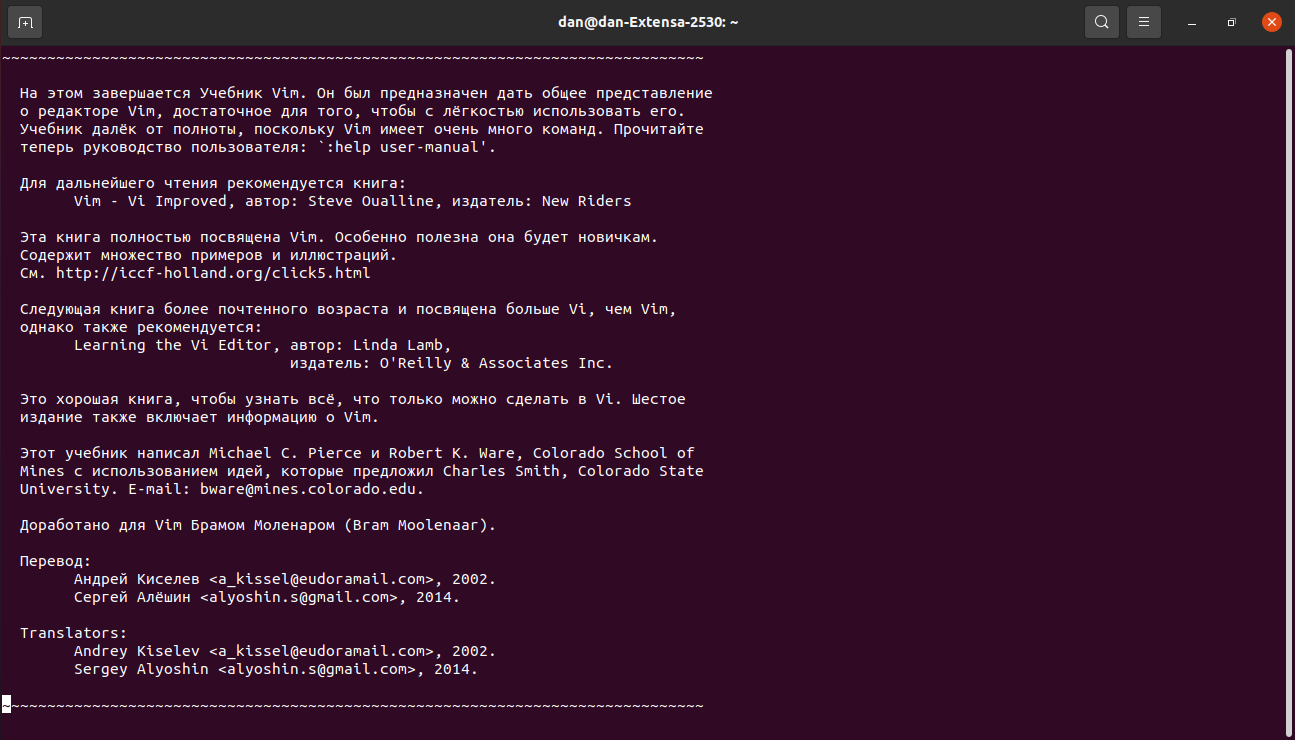 dan@dan-Extensa-2530: ~
~~~~~~~~~~~~~~~~~~~~~~~~~~~~~~~~~~~~~~~~~~~~~~~~~~~~~~~~~~~~~~~~~~~~~~~~~~~~~~
На этом завершается Учебник Vim. Он был предназначен дать общее представление
о редакторе Vim, достаточное для того, чтобы с лёгкостью использовать его.
Учебник далёк от полноты, поскольку Vim имеет очень много команд. Прочитайте
теперь руководство пользователя: `:help user-manual'.
Для дальнейшего чтения рекомендуется книга:
Vim - Vi Improved, автор: Steve Oualline, издатель: New Riders
Эта книга полностью посвящена Vim. Особенно полезна она будет новичкам.
Содержит множество примеров и иллюстраций.
См. http://iccf-holland.org/click5.html
Следующая книга более почтенного возраста и посвящена больше Vi, чем Vim,
однако также рекомендуется:
Learning the Vi Editor, автор: Linda Lamb,
издатель: O'Reilly & Associates Inc.
Это хорошая книга, чтобы узнать всё, что только можно сделать в Vi. Шестое
издание также включает информацию о Vim.
Этот учебник написал Michael C. Pierce и Robert K. Ware, Colorado School of
Mines с использованием идей, которые предложил Charles Smith, Colorado State
University. E-mail: bware@mines.colorado.edu.
Доработано для Vim Брамом Моленаром (Bram Moolenaar).
Перевод:
Андрей Киселев <a_kissel@eudoramail.com>, 2002.
Сергей Алёшин <alyoshin.s@gmail.com>, 2014.
Translators:
Andrey Kiselev <a_kissel@eudoramail.com>, 2002.
Sergey Alyoshin <alyoshin.s@gmail.com>, 2014.
~~~~~~~~~~~~~~~~~~~~~~~~~~~~~~~~~~~~~~~~~~~~~~~~~~~~~~~~~~~~~~~~~~~~~~~~~~~~~~